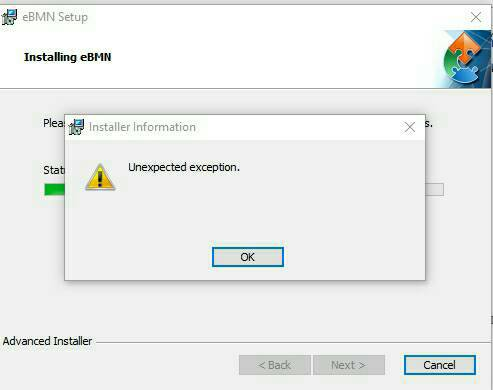 eBMN Setup
Installing eBMN
Installer Information
Unexpected exception.
OK
Advanced Installer
< Back
Next >
Cancel